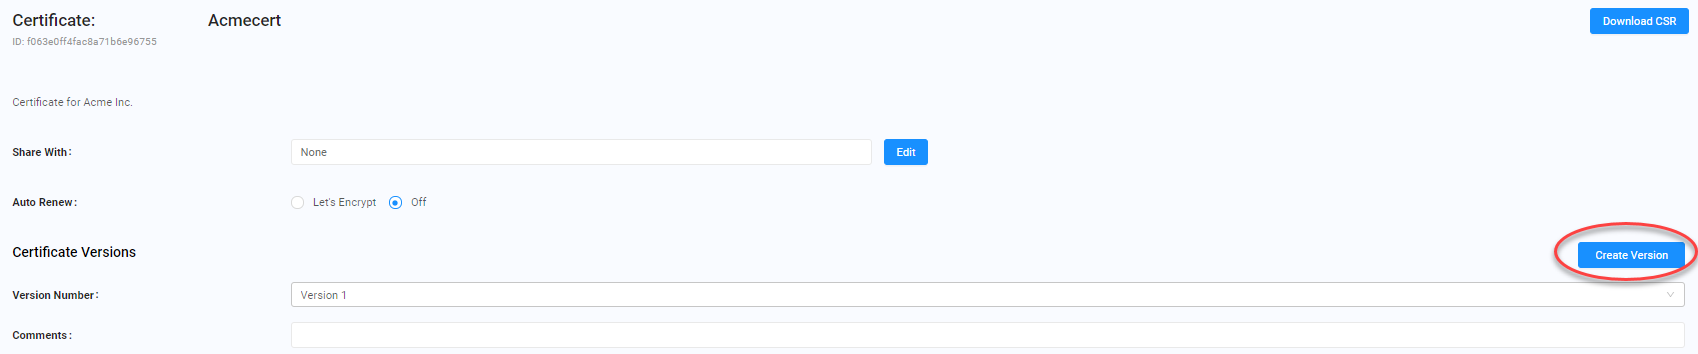 Certificate: Acmecert Download CSR
ID: f063e0ff4fac8a71b6e96755
Certificate for Acme Inc.
Share With: None Edit
Auto Renew: Let's Encrypt Off
Certificate Versions Create Version
Version Number: Version 1
Comments: